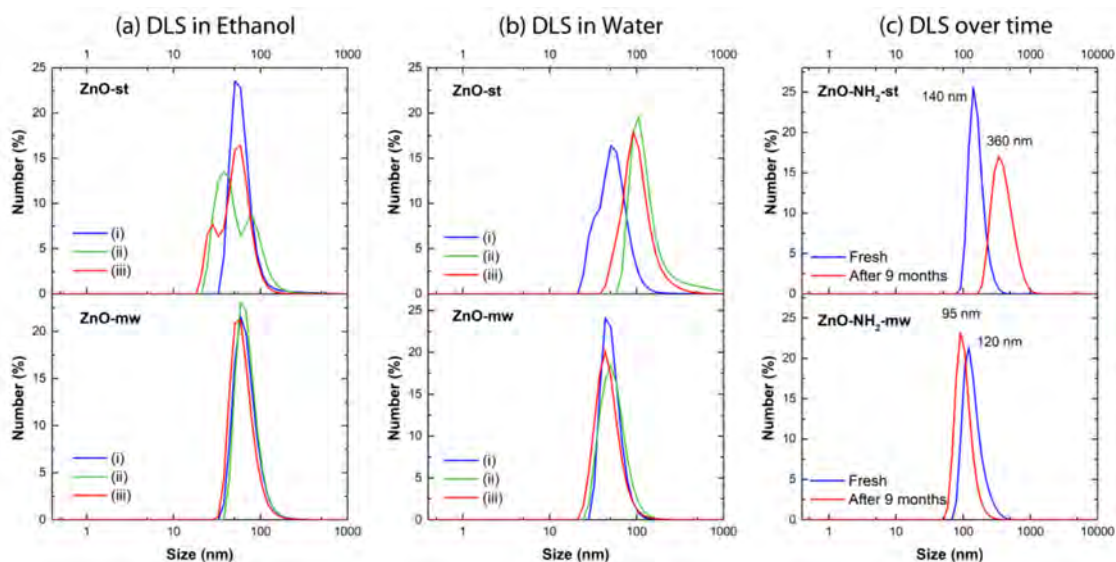 (a) DLS in Ethanol
(b) DLS in Water
(c) DLS over time
1 10 100 1000
1 10 100 1000
1 10 100 1000 10000
25
20
15
10
5
0
Number (%)
ZnO-st
(i)
(ii)
(iii)
25
20
15
10
5
0
Number (%)
ZnO-st
(i)
(ii)
(iii)
25
20
15
10
5
0
Number (%)
ZnO-NH₂-st
140 nm
360 nm
Fresh
After 9 months
20
15
10
5
0
Number (%)
ZnO-mw
(i)
(ii)
(iii)
1 10 100 1000
Size (nm)
25
20
15
10
5
0
Number (%)
ZnO-mw
(i)
(ii)
(iii)
1 10 100 1000
Size (nm)
25
20
15
10
5
0
Number (%)
ZnO-NH₂-mw
95 nm
120 nm
Fresh
After 9 months
1 10 100 1000 10000
Size (nm)